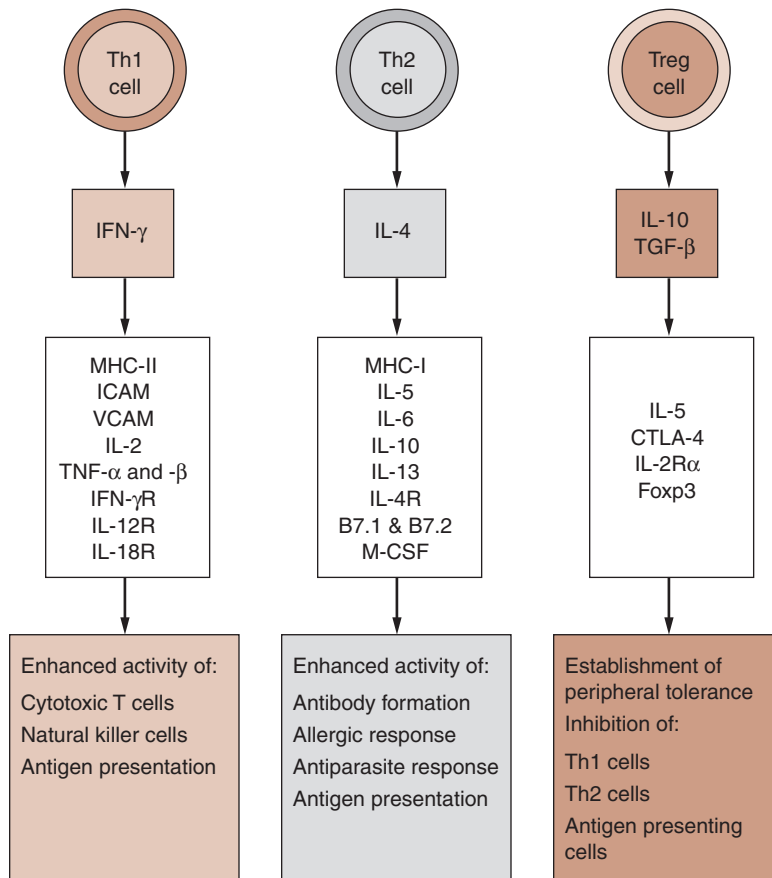 Th1
cell
IFN-γ
MHC-II
ICAM
VCAM
IL-2
TNF-α and -β
IFN-γR
IL-12R
IL-18R
Enhanced activity of:
Cytotoxic T cells
Natural killer cells
Antigen presentation
Th2
cell
IL-4
MHC-I
IL-5
IL-6
IL-10
IL-13
IL-4R
B7.1 & B7.2
M-CSF
Enhanced activity of:
Antibody formation
Allergic response
Antiparasite response
Antigen presentation
Treg
cell
IL-10
TGF-β
IL-5
CTLA-4
IL-2Rα
Foxp3
Establishment of
peripheral tolerance
Inhibition of:
Th1 cells
Th2 cells
Antigen presenting
cells